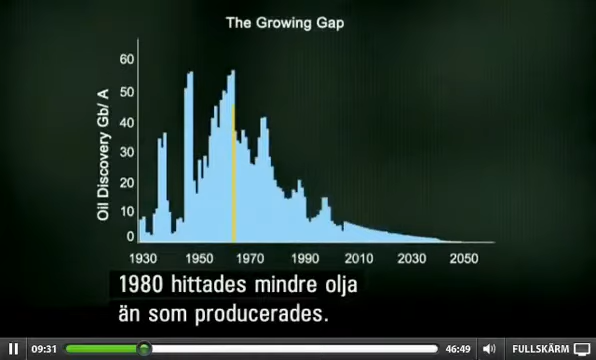 The Growing Gap
Oil Discovery Gb/ A
60
50
40
30
20
10
0
1930 1950 1970 1990 2010 2030 2050
1980 hittades mindre olja
än som producerades.
09:31 46:49 FULLSKÄRM